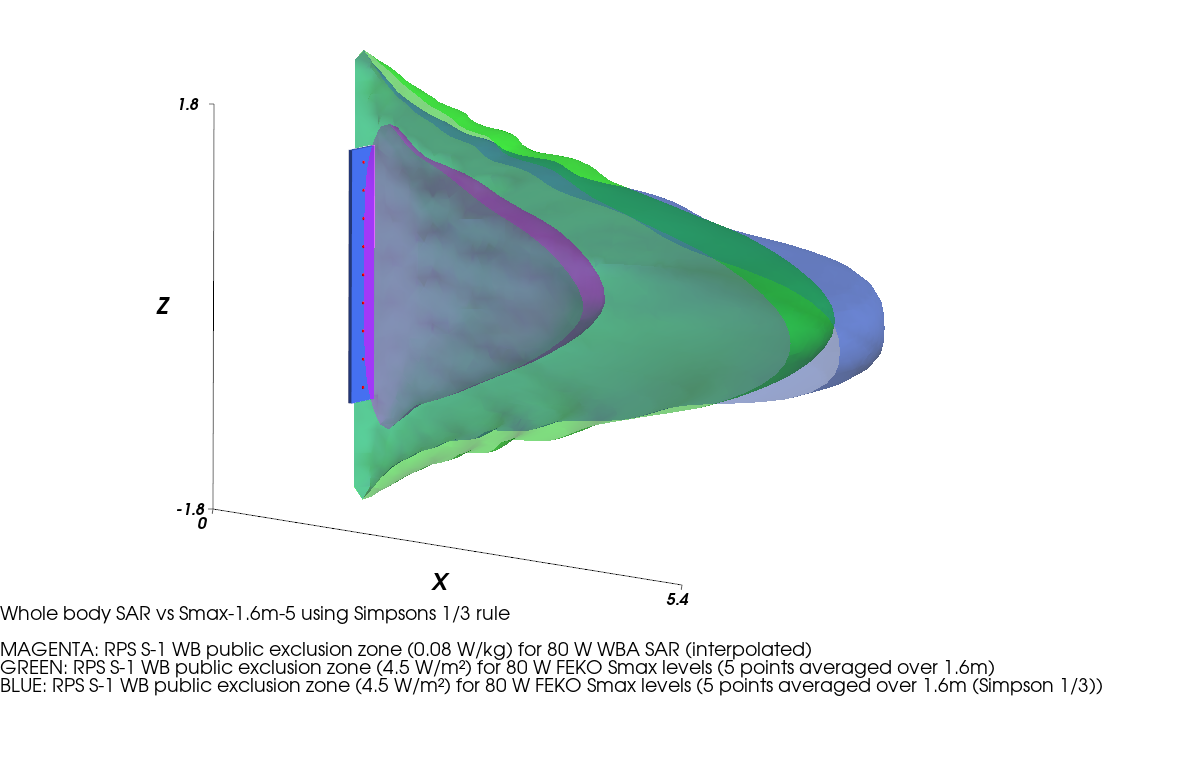 1.8
Z
-1.8
0
X
5.4
Whole body SAR vs Smax-1.6m-5 using Simpsons 1/3 rule
MAGENTA: RPS S-1 WB public exclusion zone (0.08 W/kg) for 80 W WBA SAR (interpolated)
GREEN: RPS S-1 WB public exclusion zone (4.5 W/m²) for 80 W FEKO Smax levels (5 points averaged over 1.6m)
BLUE: RPS S-1 WB public exclusion zone (4.5 W/m²) for 80 W FEKO Smax levels (5 points averaged over 1.6m (Simpson 1/3))